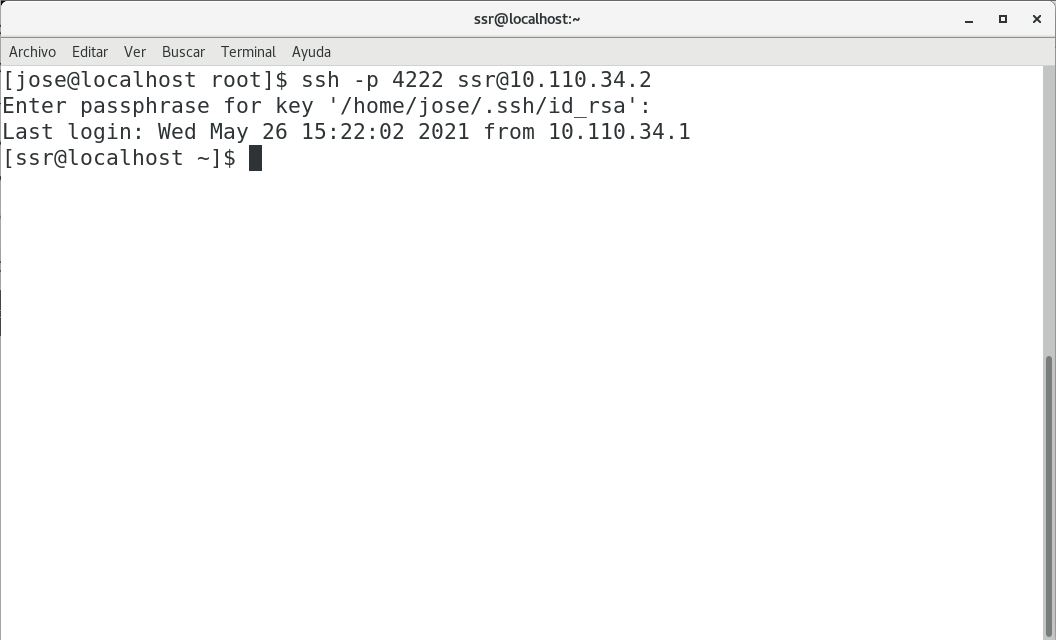 ssr@localhost:~
Archivo Editar Ver Buscar Terminal Ayuda
[jose@localhost root]$ ssh -p 4222 ssr@10.110.34.2
Enter passphrase for key '/home/jose/.ssh/id_rsa':
Last login: Wed May 26 15:22:02 2021 from 10.110.34.1
[ssr@localhost ~]$